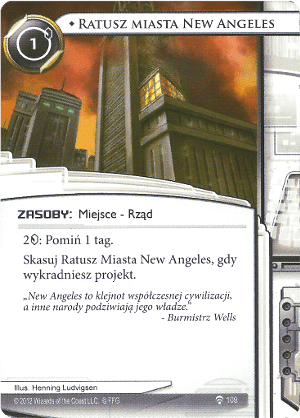 1
♦ Ratusz miasta New Angeles
ZASOBY: Miejsce - Rząd
2: Pomiń 1 tag.
Skasuj Ratusz Miasta New Angeles, gdy
wykradniesz projekt.
„New Angeles to klejnot współczesnej cywilizacji,
a inne narody podziwiają jego władze."
- Burmistrz Wells
Illus. Henning Ludvigsen
© 2012 Wizards of the Coast LLC. © FFG
109